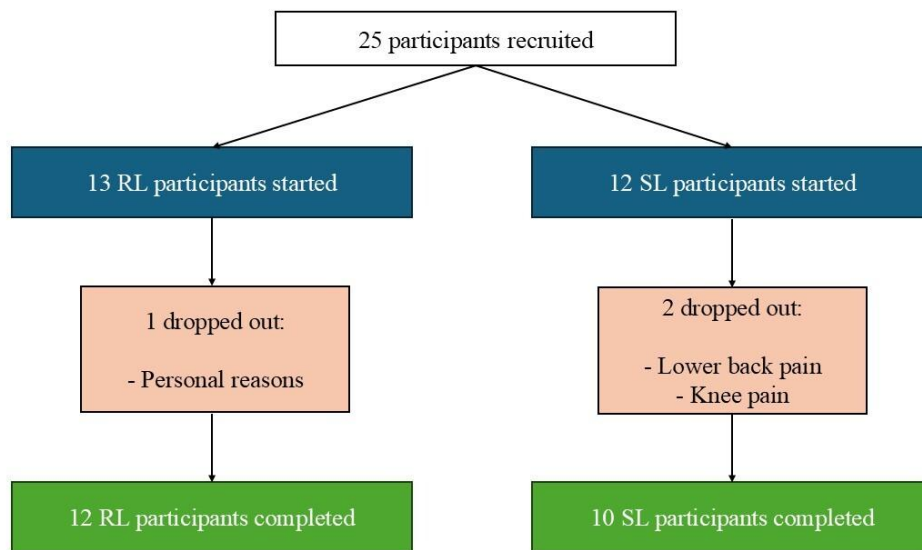 25 participants recruited
13 RL participants started
12 SL participants started
1 dropped out:
- Personal reasons
2 dropped out:
- Lower back pain
- Knee pain
12 RL participants completed
10 SL participants completed